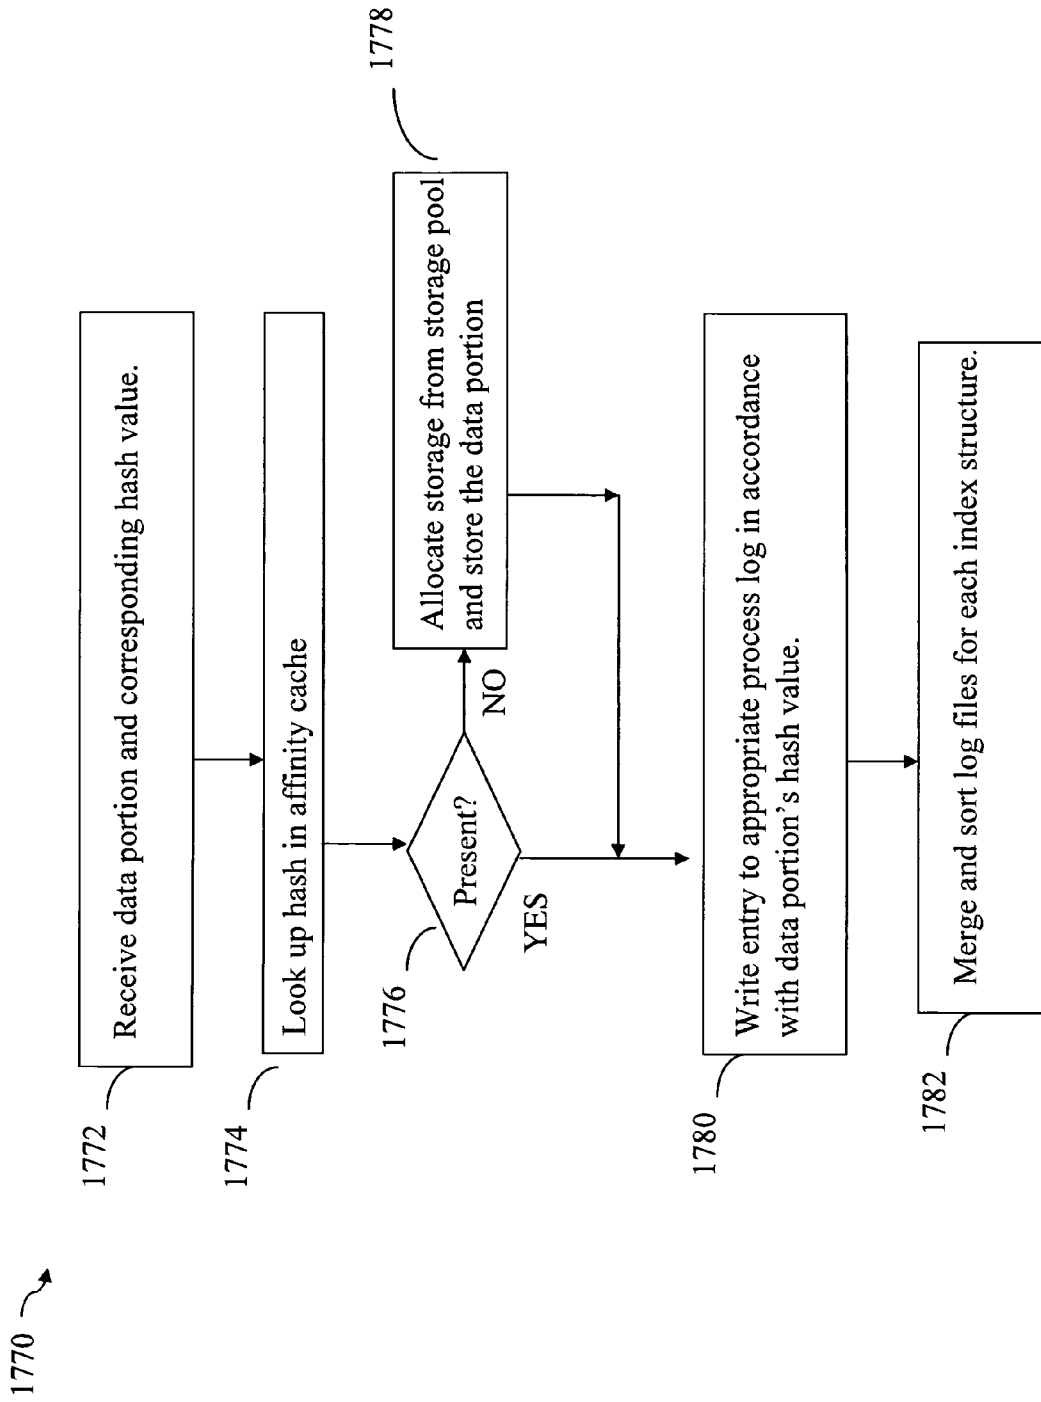 1770
1772
Receive data portion and corresponding hash value.
1774
Look up hash in affinity cache
1776
Present?
NO
YES
1778
Allocate storage from storage pool
and store the data portion
1780
Write entry to appropriate process log in accordance
with data portion’s hash value.
1782
Merge and sort log files for each index structure.